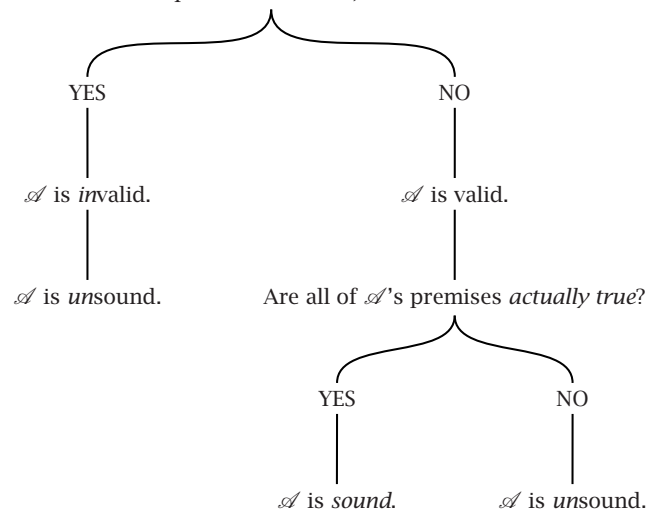 YES NO
𝒜 is invalid. 𝒜 is valid.
𝒜 is unsound. Are all of 𝒜's premises actually true?
YES NO
𝒜 is sound. 𝒜 is unsound.